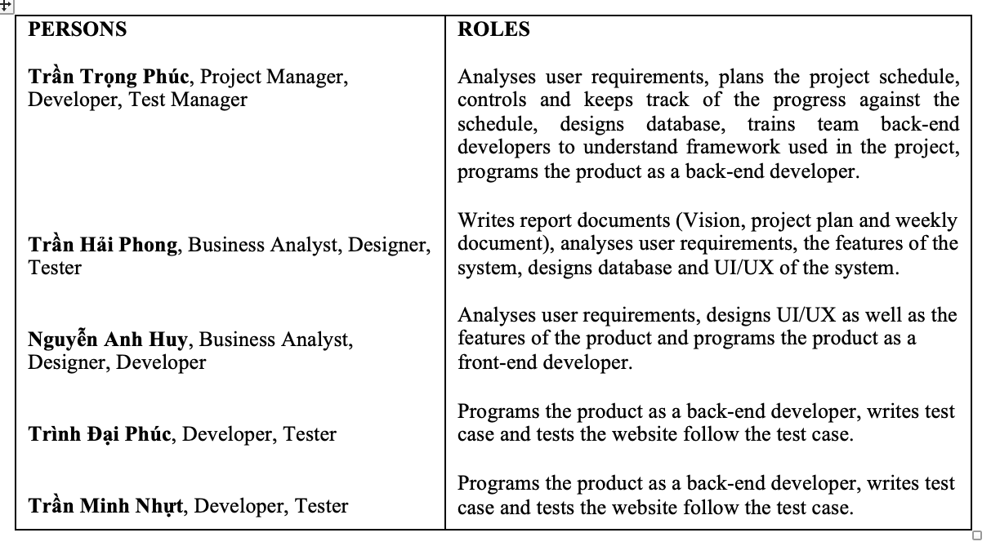 PERSONS
ROLES
Trần Trọng Phúc, Project Manager,
Developer, Test Manager
Analyses user requirements, plans the project schedule,
controls and keeps track of the progress against the
schedule, designs database, trains team back-end
developers to understand framework used in the project,
programs the product as a back-end developer.
Trần Hải Phong, Business Analyst, Designer,
Tester
Writes report documents (Vision, project plan and weekly
document), analyses user requirements, the features of the
system, designs database and UI/UX of the system.
Nguyễn Anh Huy, Business Analyst,
Designer, Developer
Analyses user requirements, designs UI/UX as well as the
features of the product and programs the product as a
front-end developer.
Trình Đại Phúc, Developer, Tester
Programs the product as a back-end developer, writes test
case and tests the website follow the test case.
Trần Minh Nhựt, Developer, Tester
Programs the product as a back-end developer, writes test
case and tests the website follow the test case.